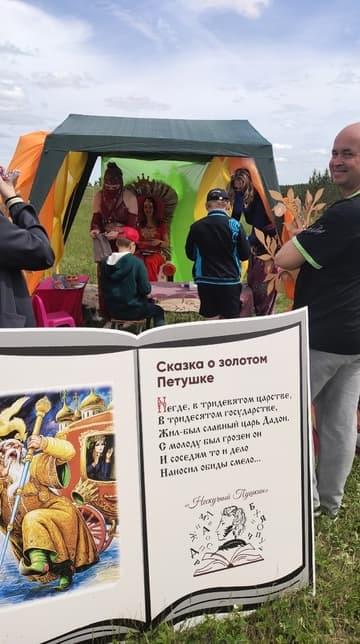 Сказка о золотом
Петушке
Негде, в тридевятом царстве,
В тридесятом государстве,
Жил-был славный царь Дадон.
С молоду был грозен он
И соседям то и дело
Наносил обиды смело...
«Нескучный Пушкин»